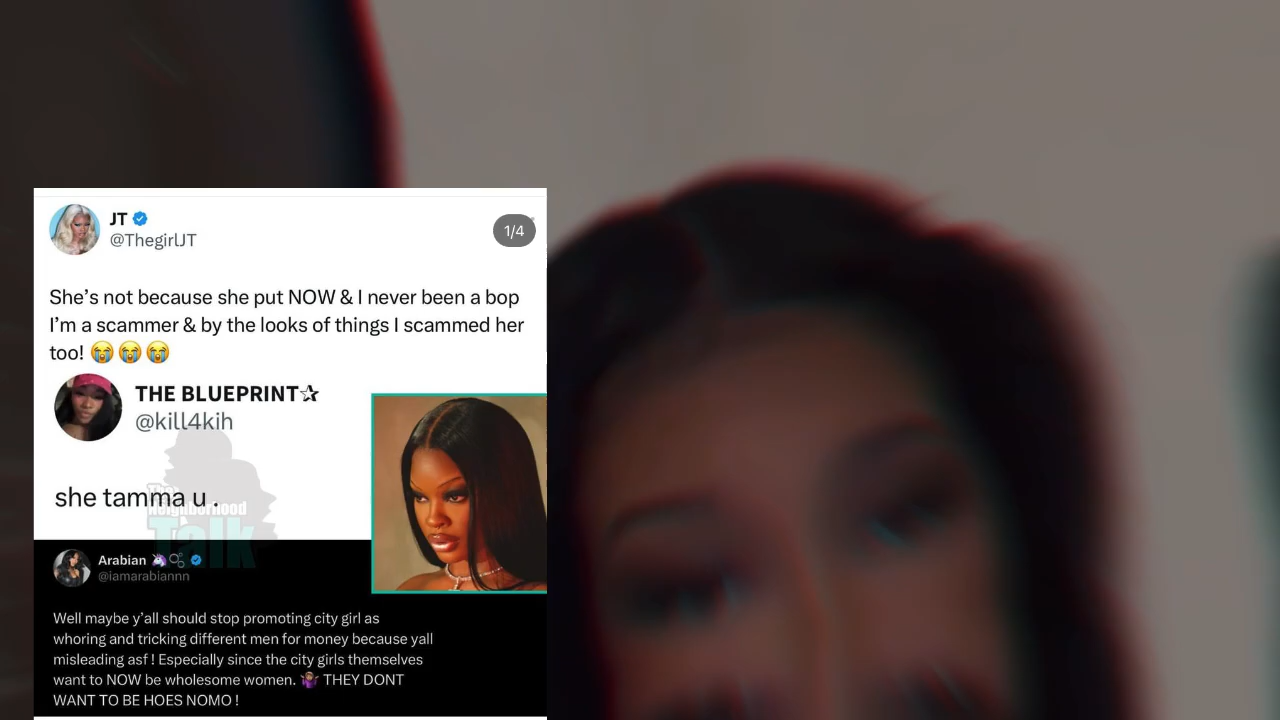 JT
@ThegirlJT
1/4
She's not because she put NOW & I never been a bop
I'm a scammer & by the looks of things I scammed her
too! 😭😭😭
THE BLUEPRINT✰
@kill4kih
she tamma u .
The
Neighborhood
Talk
Arabian 🦄🫧
@iamarabiannn
Well maybe y'all should stop promoting city girl as
whoring and tricking different men for money because yall
misleading asf ! Especially since the city girls themselves
want to NOW be wholesome women. 🤷🏾‍♀️ THEY DONT
WANT TO BE HOES NOMO !